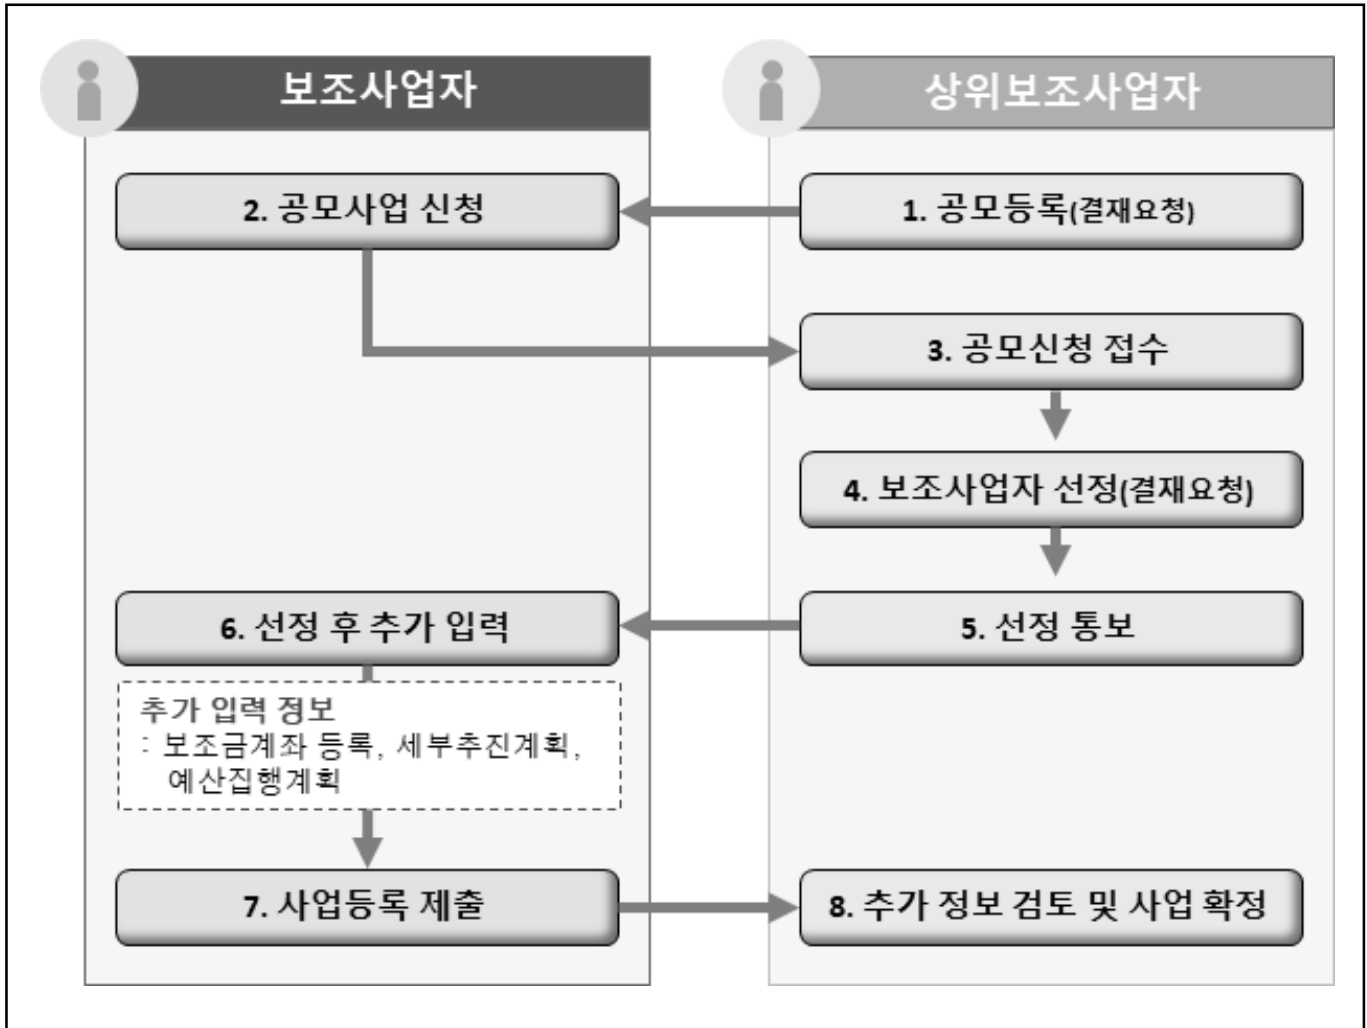 보조사업자
상위보조사업자
2. 공모사업 신청
1. 공모등록(결재요청)
3. 공모신청 접수
4. 보조사업자 선정(결재요청)
6. 선정 후 추가 입력
5. 선정 통보
추가 입력 정보
: 보조금계좌 등록, 세부추진계획,
예산집행계획
7. 사업등록 제출
8. 추가 정보 검토 및 사업 확정